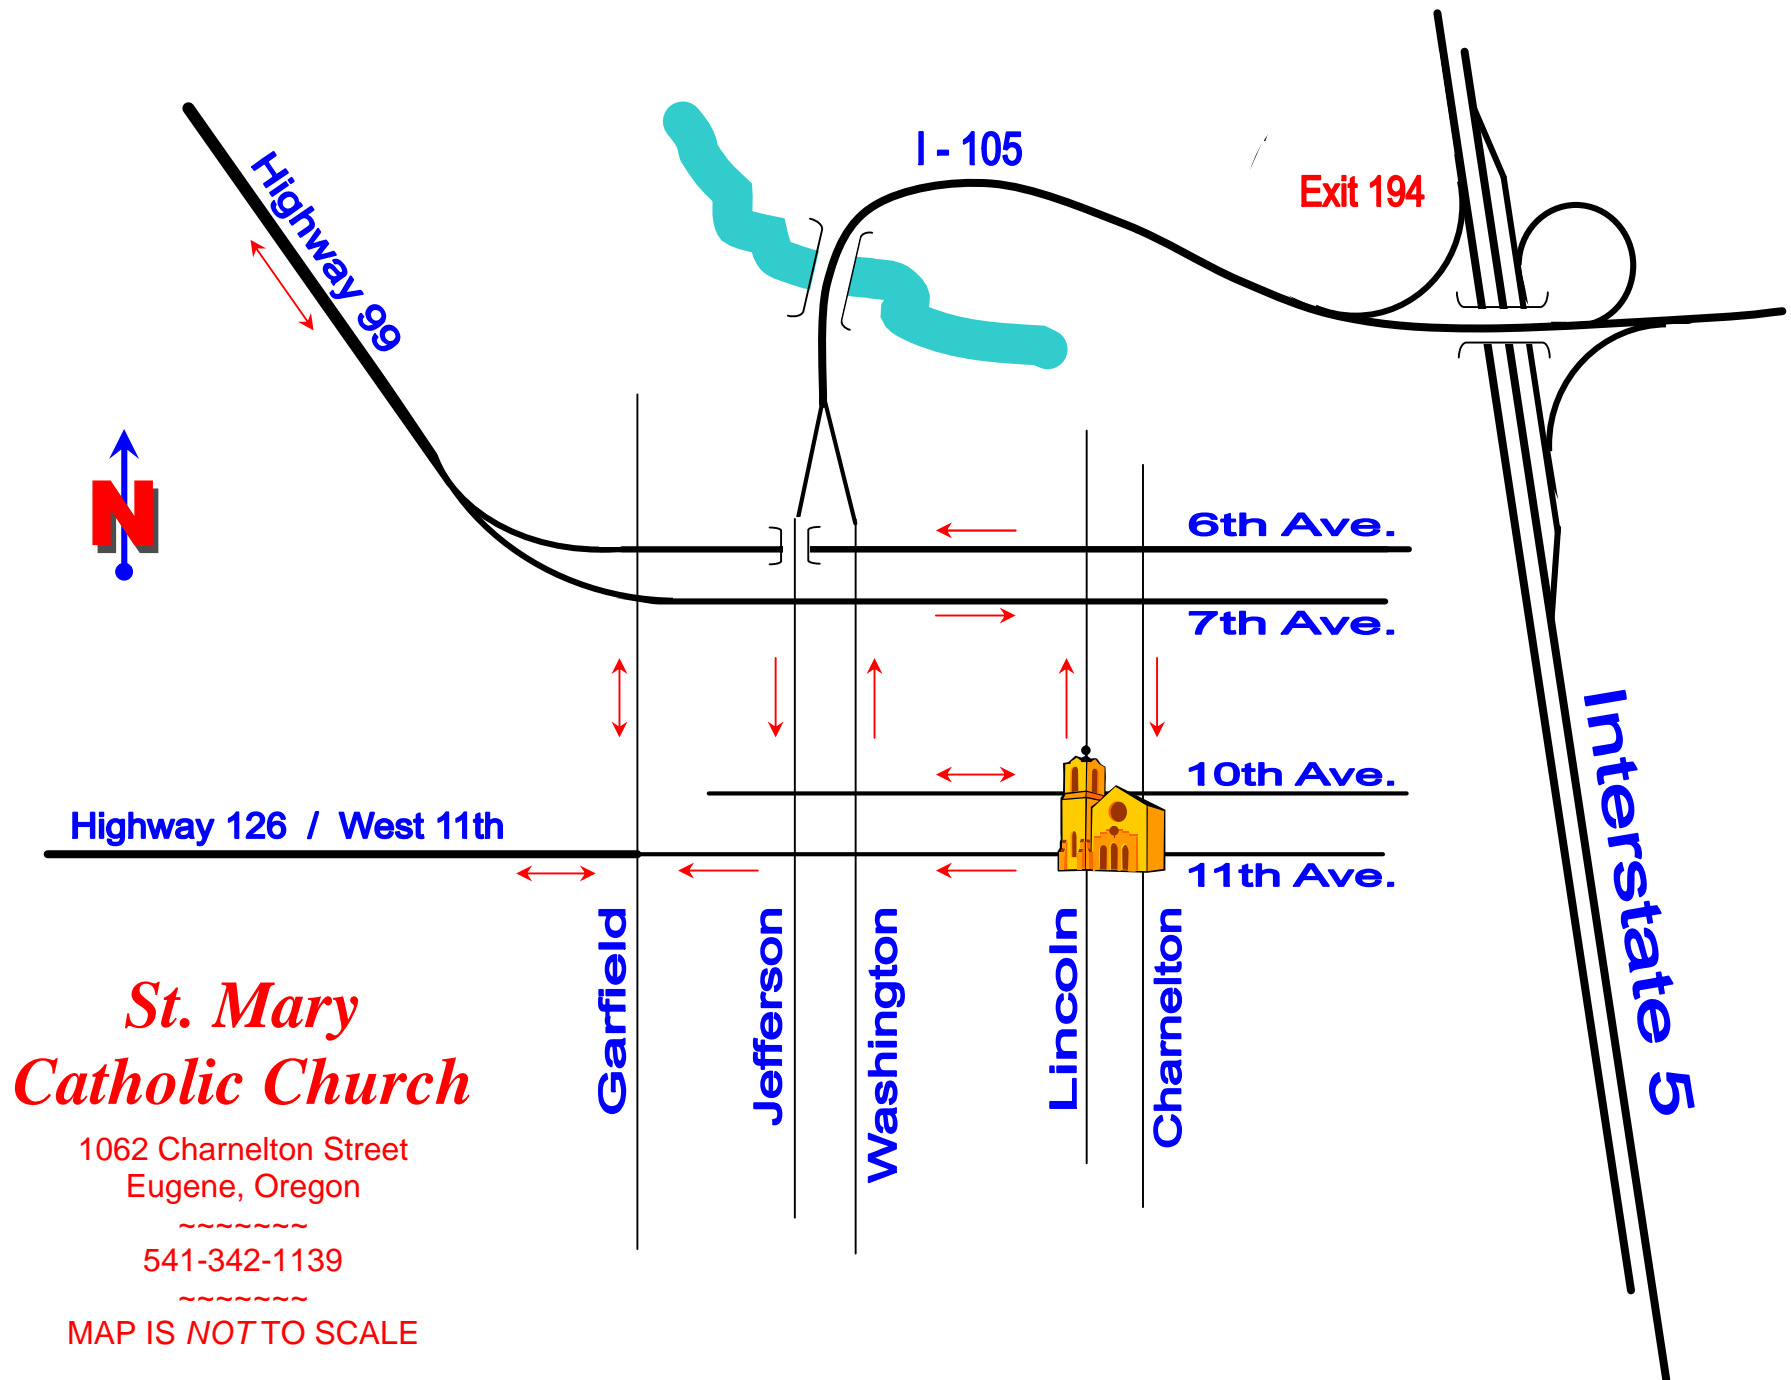 I - 105
Exit 194
Highway 99
N
6th Ave.
7th Ave.
10th Ave.
Highway 126 / West 11th
11th Ave.
Interstate 5
Garfield
Jefferson
Washington
Lincoln
Charnelton
St. Mary
Catholic Church
1062 Charnelton Street
Eugene, Oregon
~~~~~~~
541-342-1139
~~~~~~~
MAP IS NOT TO SCALE